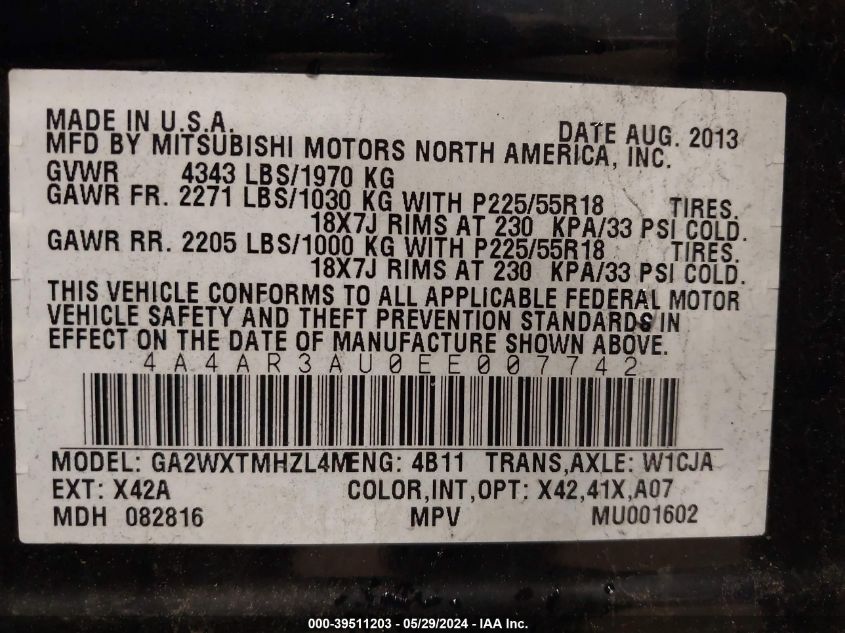 MADE IN U.S.A. DATE AUG. 2013
MFD BY MITSUBISHI MOTORS NORTH AMERICA, INC.
GVWR 4343 LBS/1970 KG
GAWR FR. 2271 LBS/1030 KG WITH P225/55R18 TIRES.
18X7J RIMS AT 230 KPA/33 PSI COLD.
GAWR RR. 2205 LBS/1000 KG WITH P225/55R18 TIRES.
18X7J RIMS AT 230 KPA/33 PSI COLD.
THIS VEHICLE CONFORMS TO ALL APPLICABLE FEDERAL MOTOR
VEHICLE SAFETY AND THEFT PREVENTION STANDARDS IN
EFFECT ON THE DATE OF MANUFACTURE SHOWN ABOVE.
4A4AR3AU0EE007742
MODEL: GA2WXTMHZL4MENG: 4B11 TRANS,AXLE: W1CJA
EXT: X42A COLOR,INT,OPT: X42,41X,A07
MDH 082816 MPV MU001602
000-39511203 - 05/29/2024 - IAA Inc.